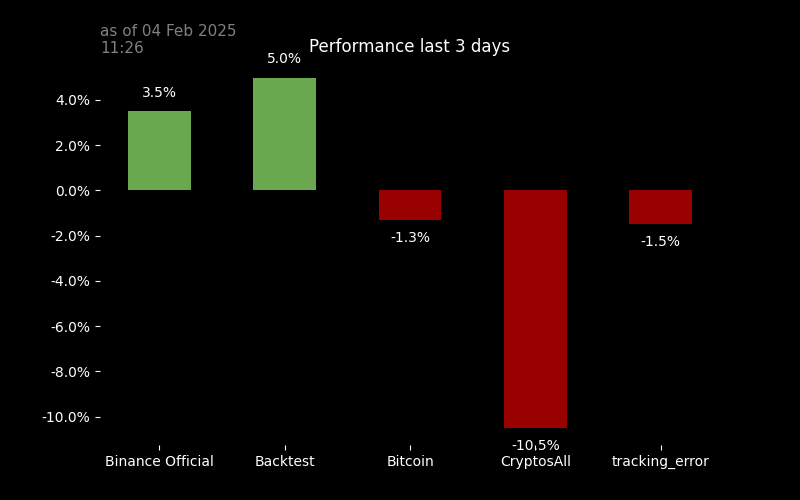 as of 04 Feb 2025
11:26
Performance last 3 days
5.0%
3.5%
4.0%
2.0%
0.0%
-2.0%
-1.3%
-1.5%
-4.0%
-6.0%
-8.0%
-10.0%
-10.5%
Binance Official
Backtest
Bitcoin
CryptosAll
tracking_error